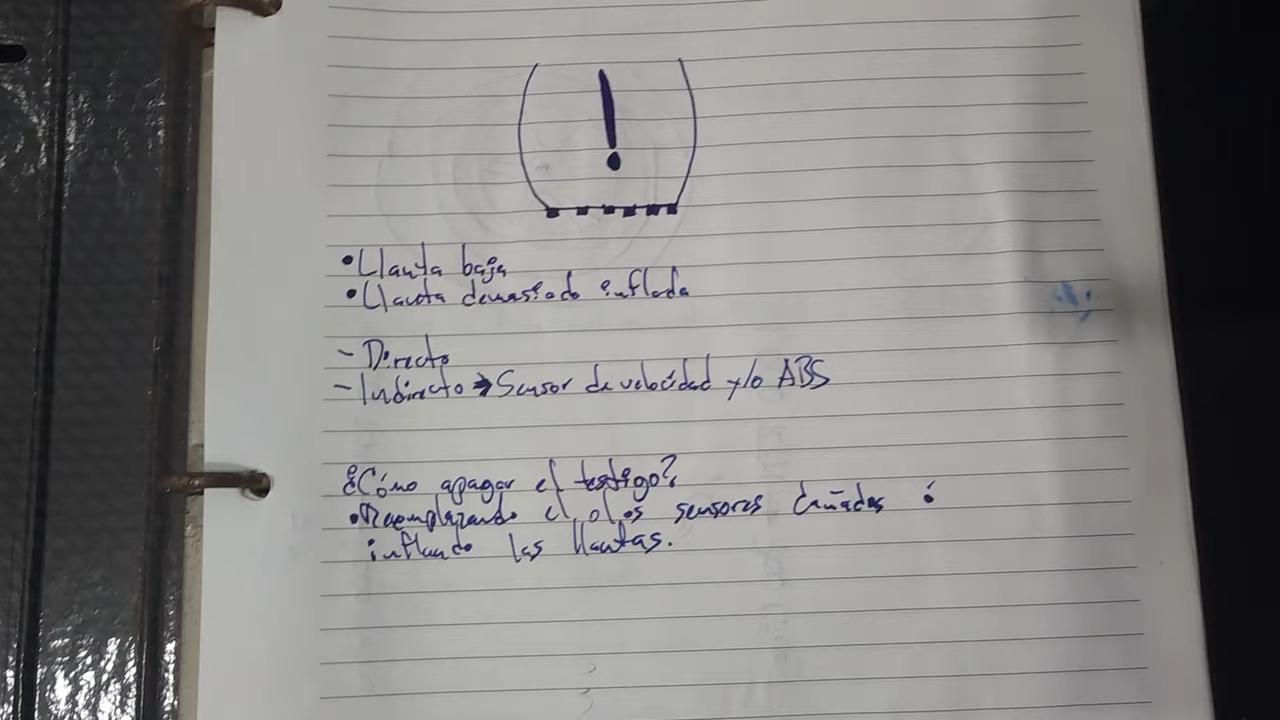 !
•Llanta baja
•Llanta demasiado inflada
- Directo
- Indirecto → Sensor de velocidad y/o ABS
¿Cómo apagar el testigo?
•Reemplazando el o los sensores dañados ó
inflando las llantas.